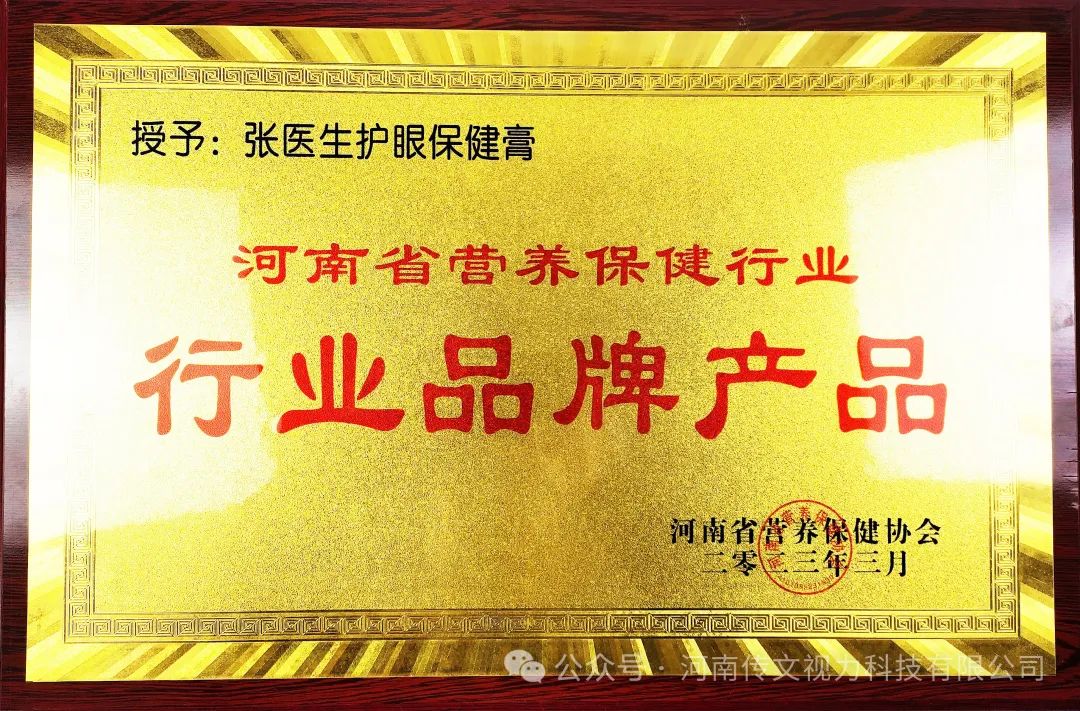 授予：张医生护眼保健膏
河南省营养保健行业
行业品牌产品
河南省营养保健协会
二零二三年三月
公众号·河南传文视力科技有限公司